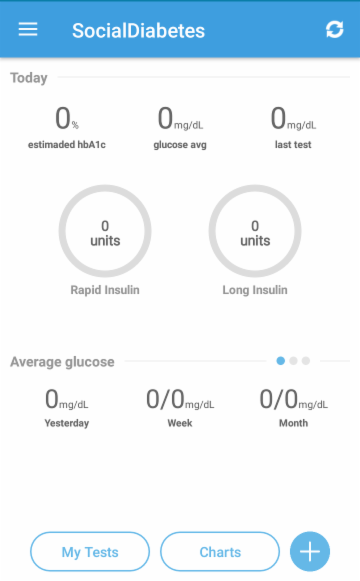 SocialDiabetes
Today
0% 0mg/dL 0mg/dL
estimaded hbA1c glucose avg last test
0 units 0 units
Rapid Insulin Long Insulin
Average glucose
0mg/dL 0/0mg/dL 0/0mg/dL
Yesterday Week Month
My Tests Charts +